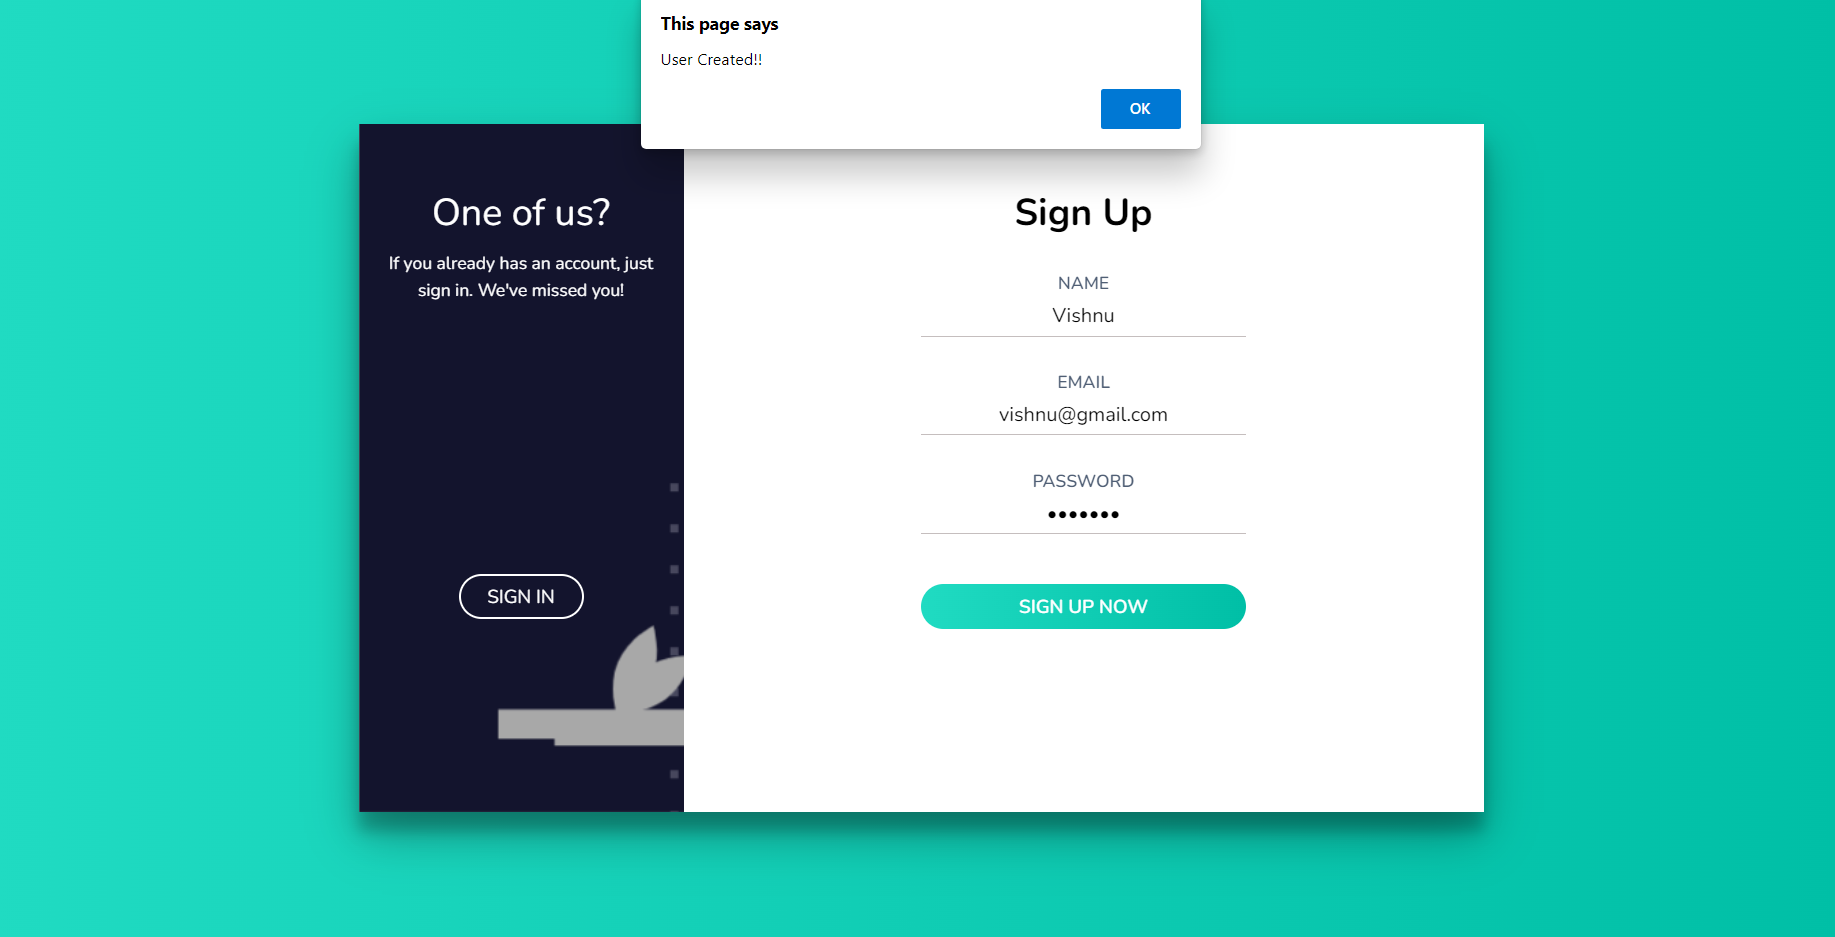 This page says
User Created!!
OK
One of us?
If you already has an account, just
sign in. We've missed you!
SIGN IN
Sign Up
NAME
Vishnu
EMAIL
vishnu@gmail.com
PASSWORD
•••••••
SIGN UP NOW